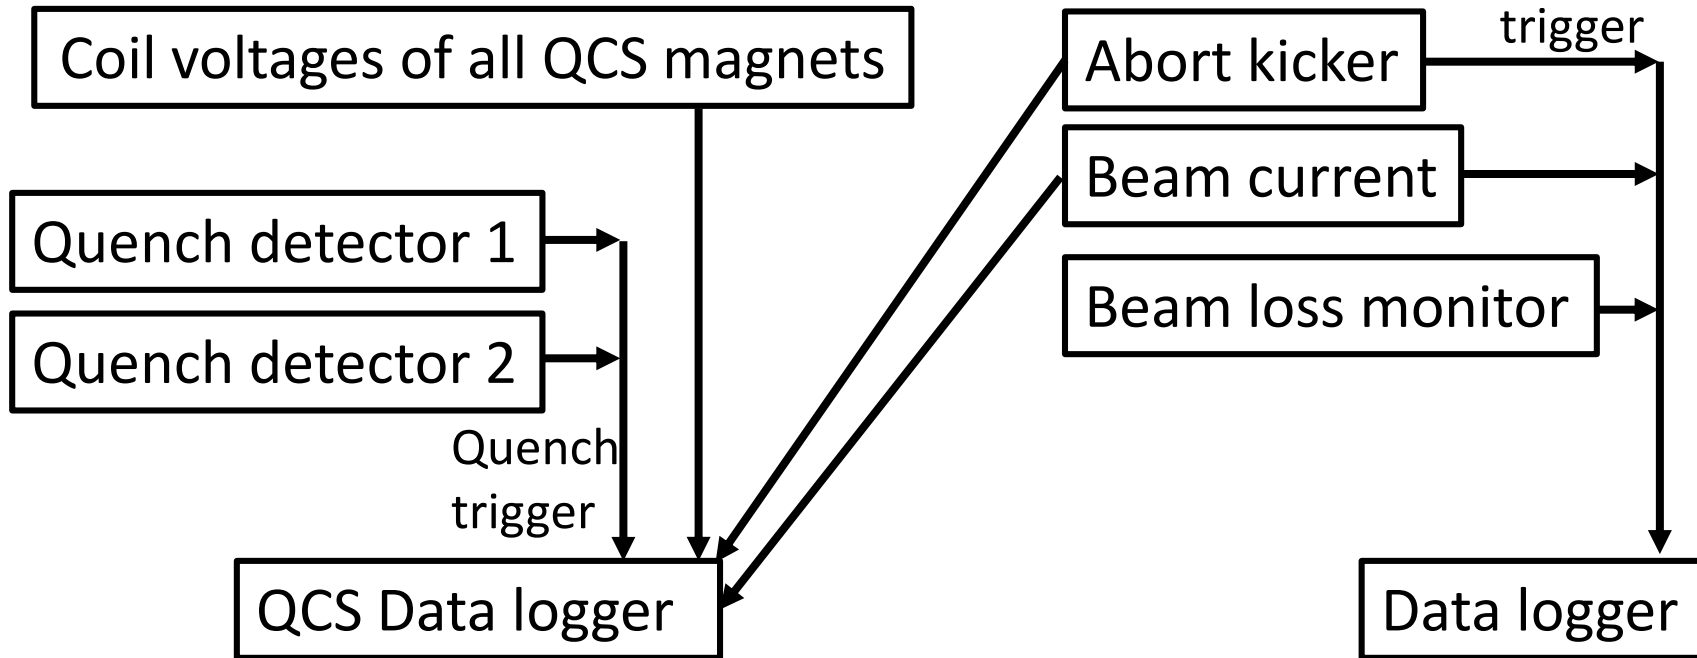 Coil voltages of all QCS magnets
Quench detector 1
Quench detector 2
Quench
trigger
QCS Data logger
Abort kicker
trigger
Beam current
Beam loss monitor
Data logger